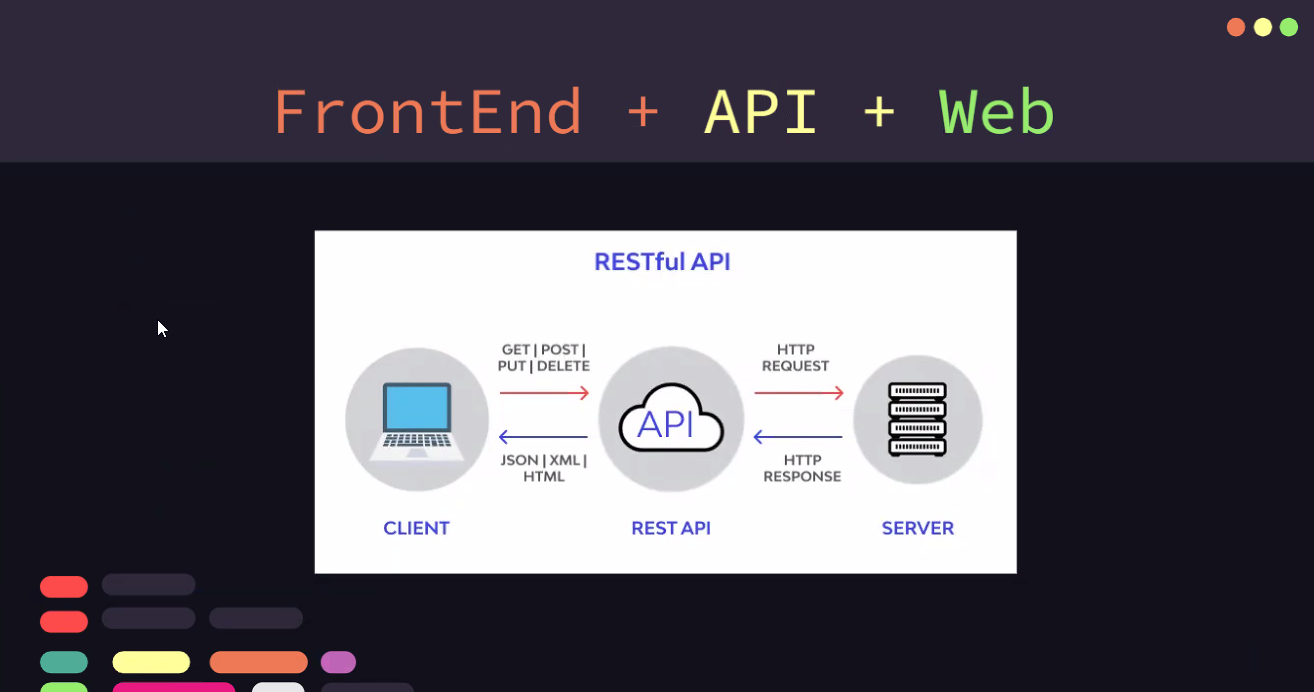 FrontEnd + API + Web
RESTful API
GET | POST |
PUT | DELETE
HTTP
REQUEST
API
JSON | XML |
HTML
HTTP
RESPONSE
CLIENT
REST API
SERVER